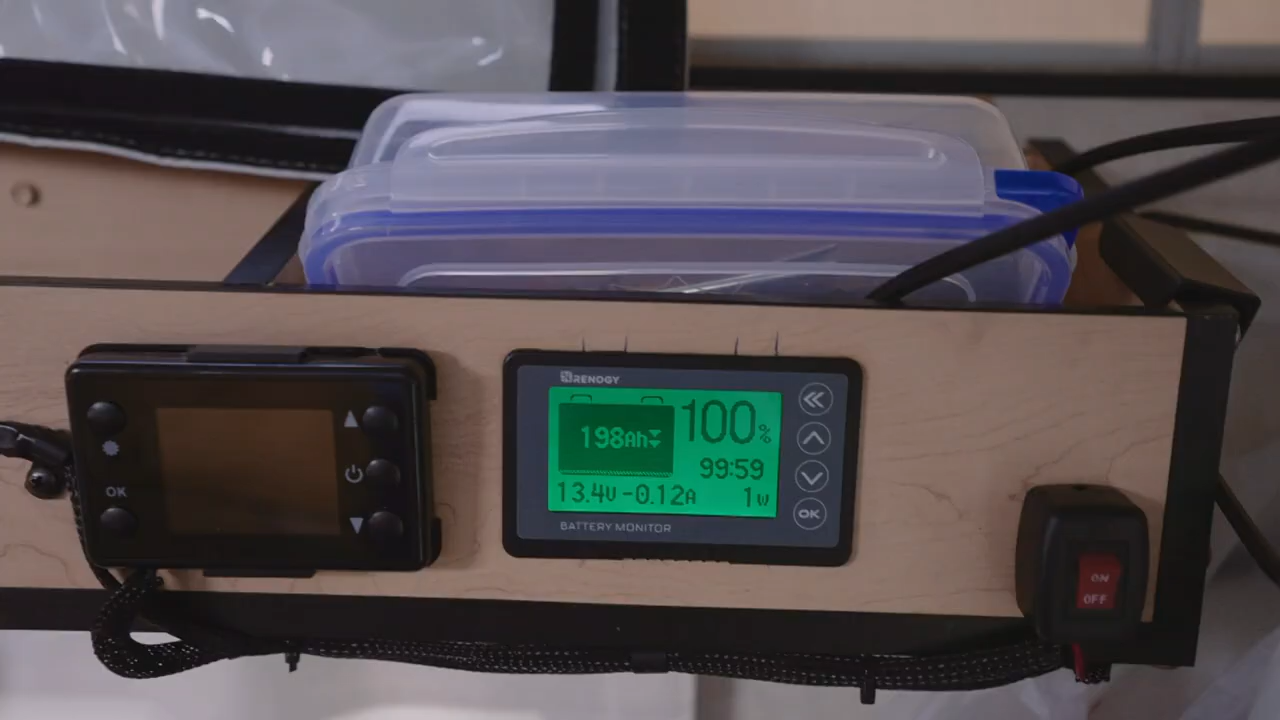 RENOGY
198Ah
100%
99:59
13.4V -0.12A 1w
BATTERY MONITOR
OK
OK
ON
OFF